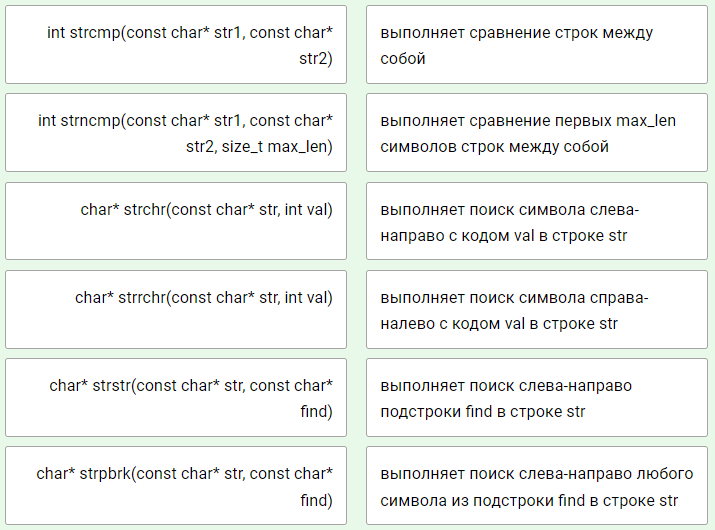 int strcmp(const char* str1, const char*
str2)
выполняет сравнение строк между
собой
int strncmp(const char* str1, const char*
str2, size_t max_len)
выполняет сравнение первых max_len
символов строк между собой
char* strchr(const char* str, int val)
выполняет поиск символа слева-
направо с кодом val в строке str
char* strrchr(const char* str, int val)
выполняет поиск символа справа-
налево с кодом val в строке str
char* strstr(const char* str, const char*
find)
выполняет поиск слева-направо
подстроки find в строке str
char* strpbrk(const char* str, const char*
find)
выполняет поиск слева-направо любого
символа из подстроки find в строке str